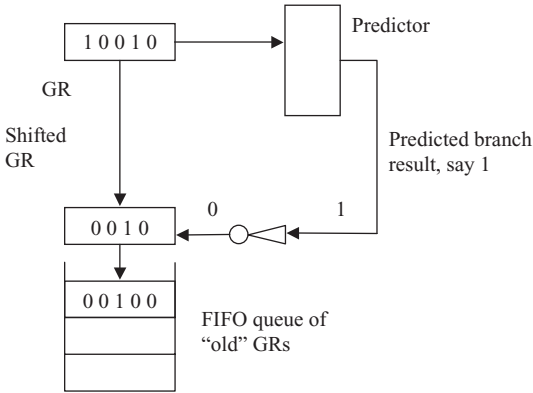 1 0 0 1 0
Predictor
GR
Shifted
GR
Predicted branch
result, say 1
0
1
0 0 1 0
0 0 1 0 0
FIFO queue of
“old” GRs